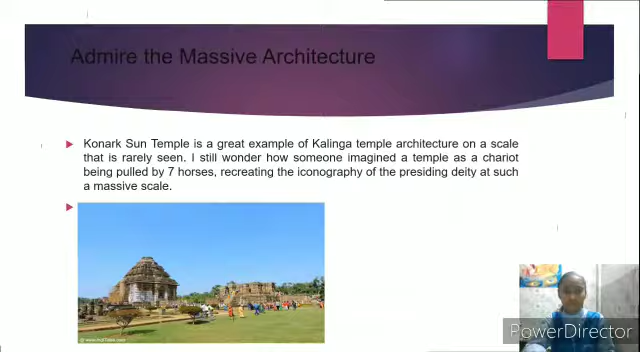 Admire the Massive Architecture
Konark Sun Temple is a great example of Kalinga temple architecture on a scale
that is rarely seen. I still wonder how someone imagined a temple as a chariot
being pulled by 7 horses, recreating the iconography of the presiding deity at such
a massive scale.
PowerDirector